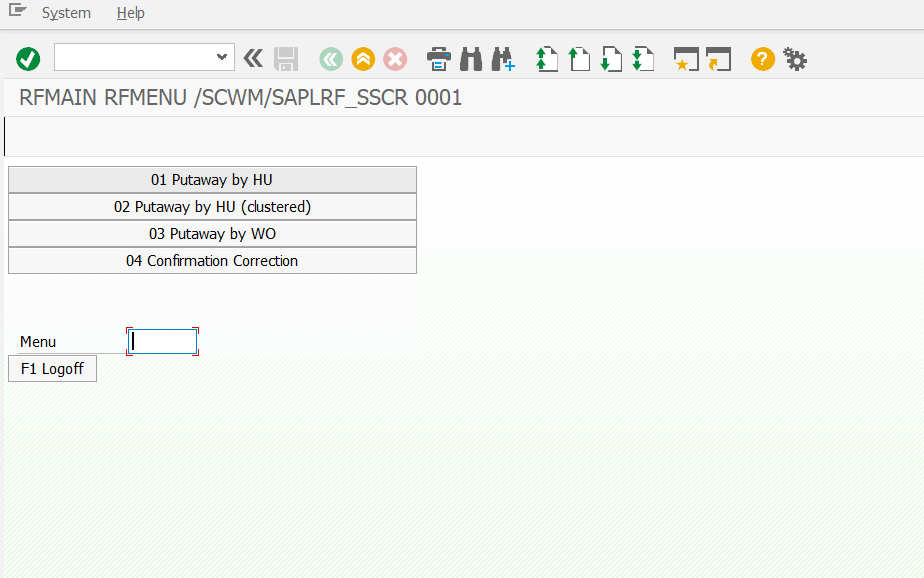 System Help
RFMAIN RFMENU /SCWM/SAPLRF_SSCR 0001
01 Putaway by HU
02 Putaway by HU (clustered)
03 Putaway by WO
04 Confirmation Correction
Menu
F1 Logoff